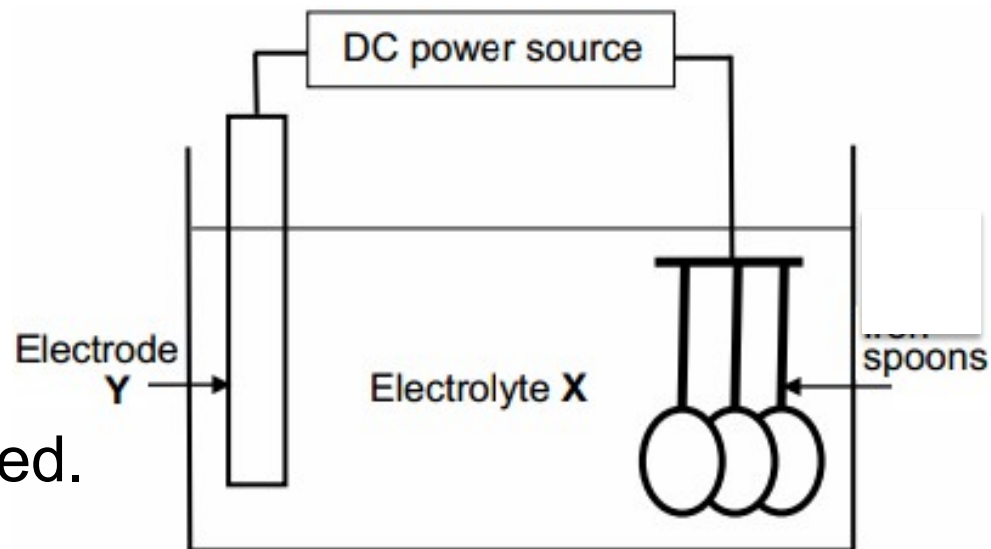 DC power source
Electrode
Y
Electrolyte X
spoons
ed.